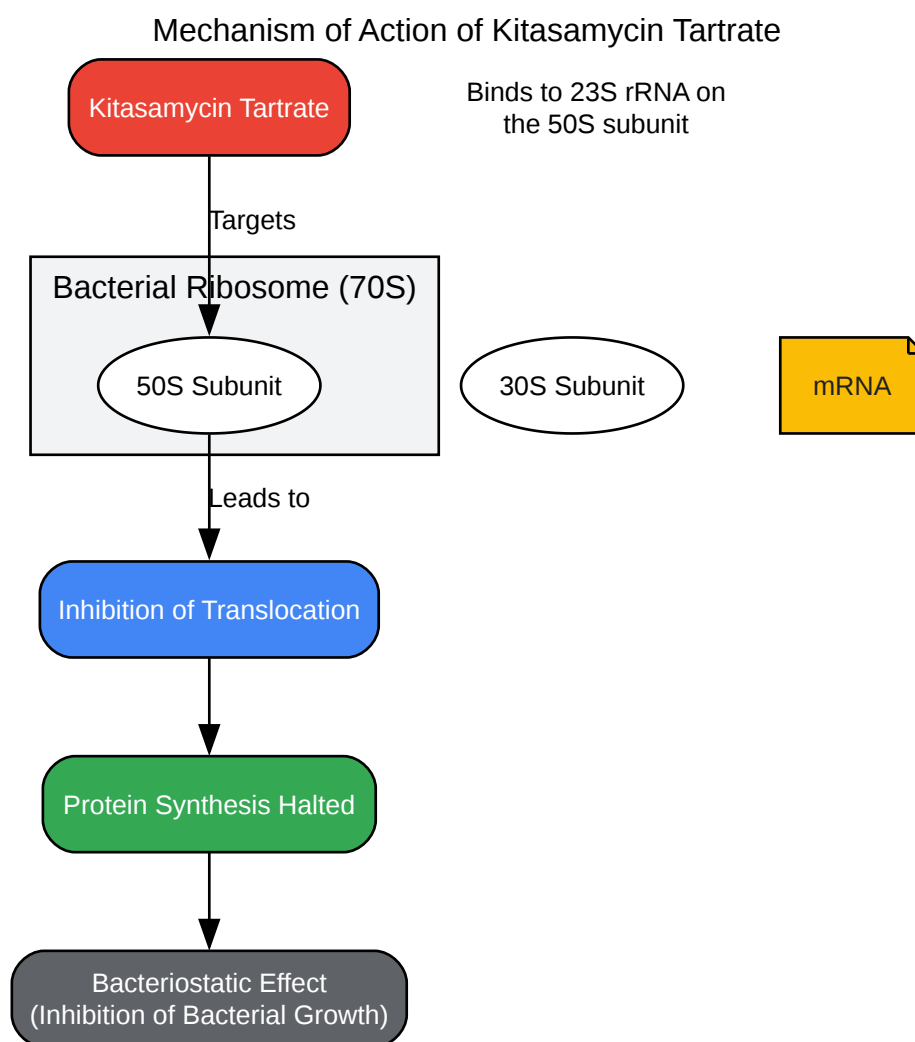 Mechanism of Action of Kitasamycin Tartrate
Kitasamycin Tartrate
Binds to 23S rRNA on
the 50S subunit
Targets
Bacterial Ribosome (70S)
50S Subunit
30S Subunit
mRNA
Leads to
Inhibition of Translocation
Protein Synthesis Halted
Bacteriostatic Effect
(Inhibition of Bacterial Growth)